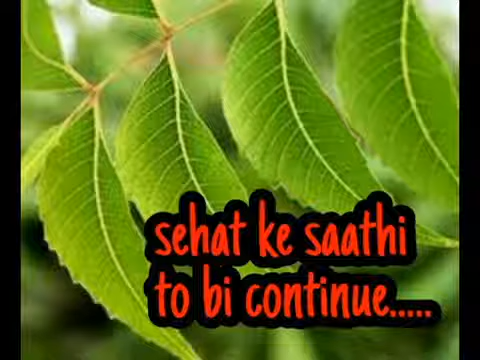 sehat ke saathi
to bi continue.....